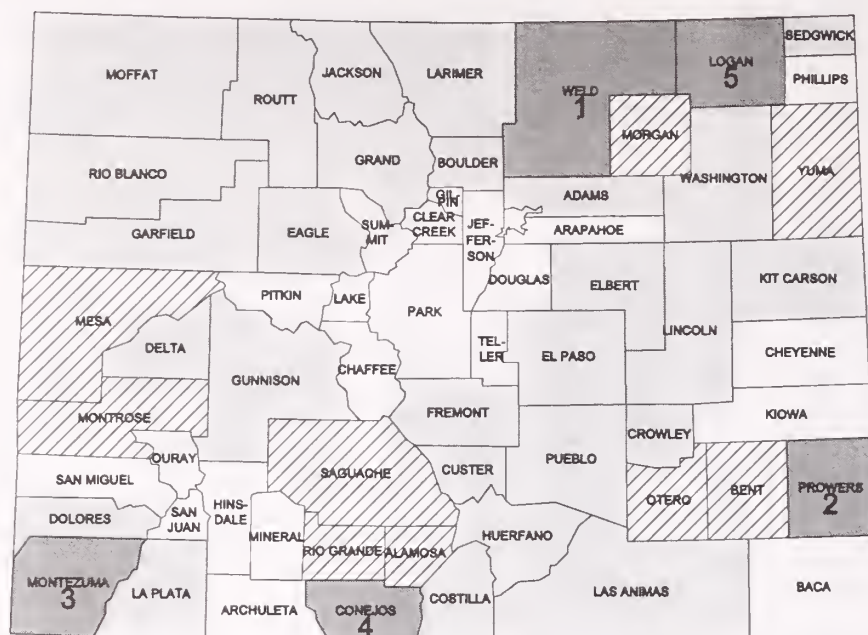 SEDGWICK
MOFFAT
JACKSON
LARIMER
LOGAN
5
ROUTT
WELD
1
PHILLIPS
MORGAN
GRAND
BOULDER
RIO BLANCO
WASHINGTON
YUMA
GIL-
PIN
ADAMS
CLEAR
CREEK
GARFIELD
EAGLE
SUM-
MIT
JEF-
FER-
SON
ARAPAHOE
DOUGLAS
KIT CARSON
ELBERT
PITKIN
LAKE
PARK
LINCOLN
MESA
DELTA
TEL-
LER
EL PASO
CHEYENNE
CHAFFEE
GUNNISON
MONTROSE
FREMONT
KIOWA
CROWLEY
OURAY
SAGUACHE
CUSTER
PUEBLO
SAN MIGUEL
OTERO
BENT
PROWERS
2
DOLORES
SAN
JUAN
HINS-
DALE
MINERAL
RIO GRANDE
ALAMOSA
HUERFANO
MONTEZUMA
3
LA PLATA
ARCHULETA
CONEJOS
4
COSTILLA
LAS ANIMAS
BACA